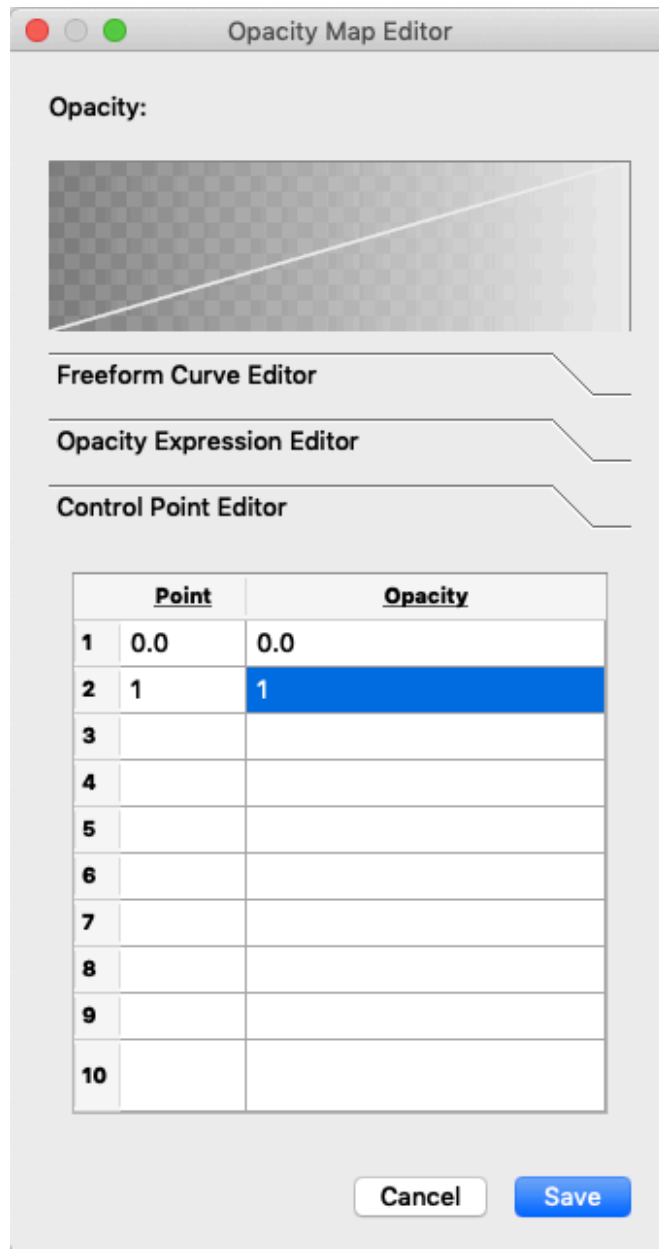 Opacity Map Editor
Opacity:
Freeform Curve Editor
Opacity Expression Editor
Control Point Editor
Point Opacity
1 0.0 0.0
2 1 1
3
4
5
6
7
8
9
10
Cancel Save